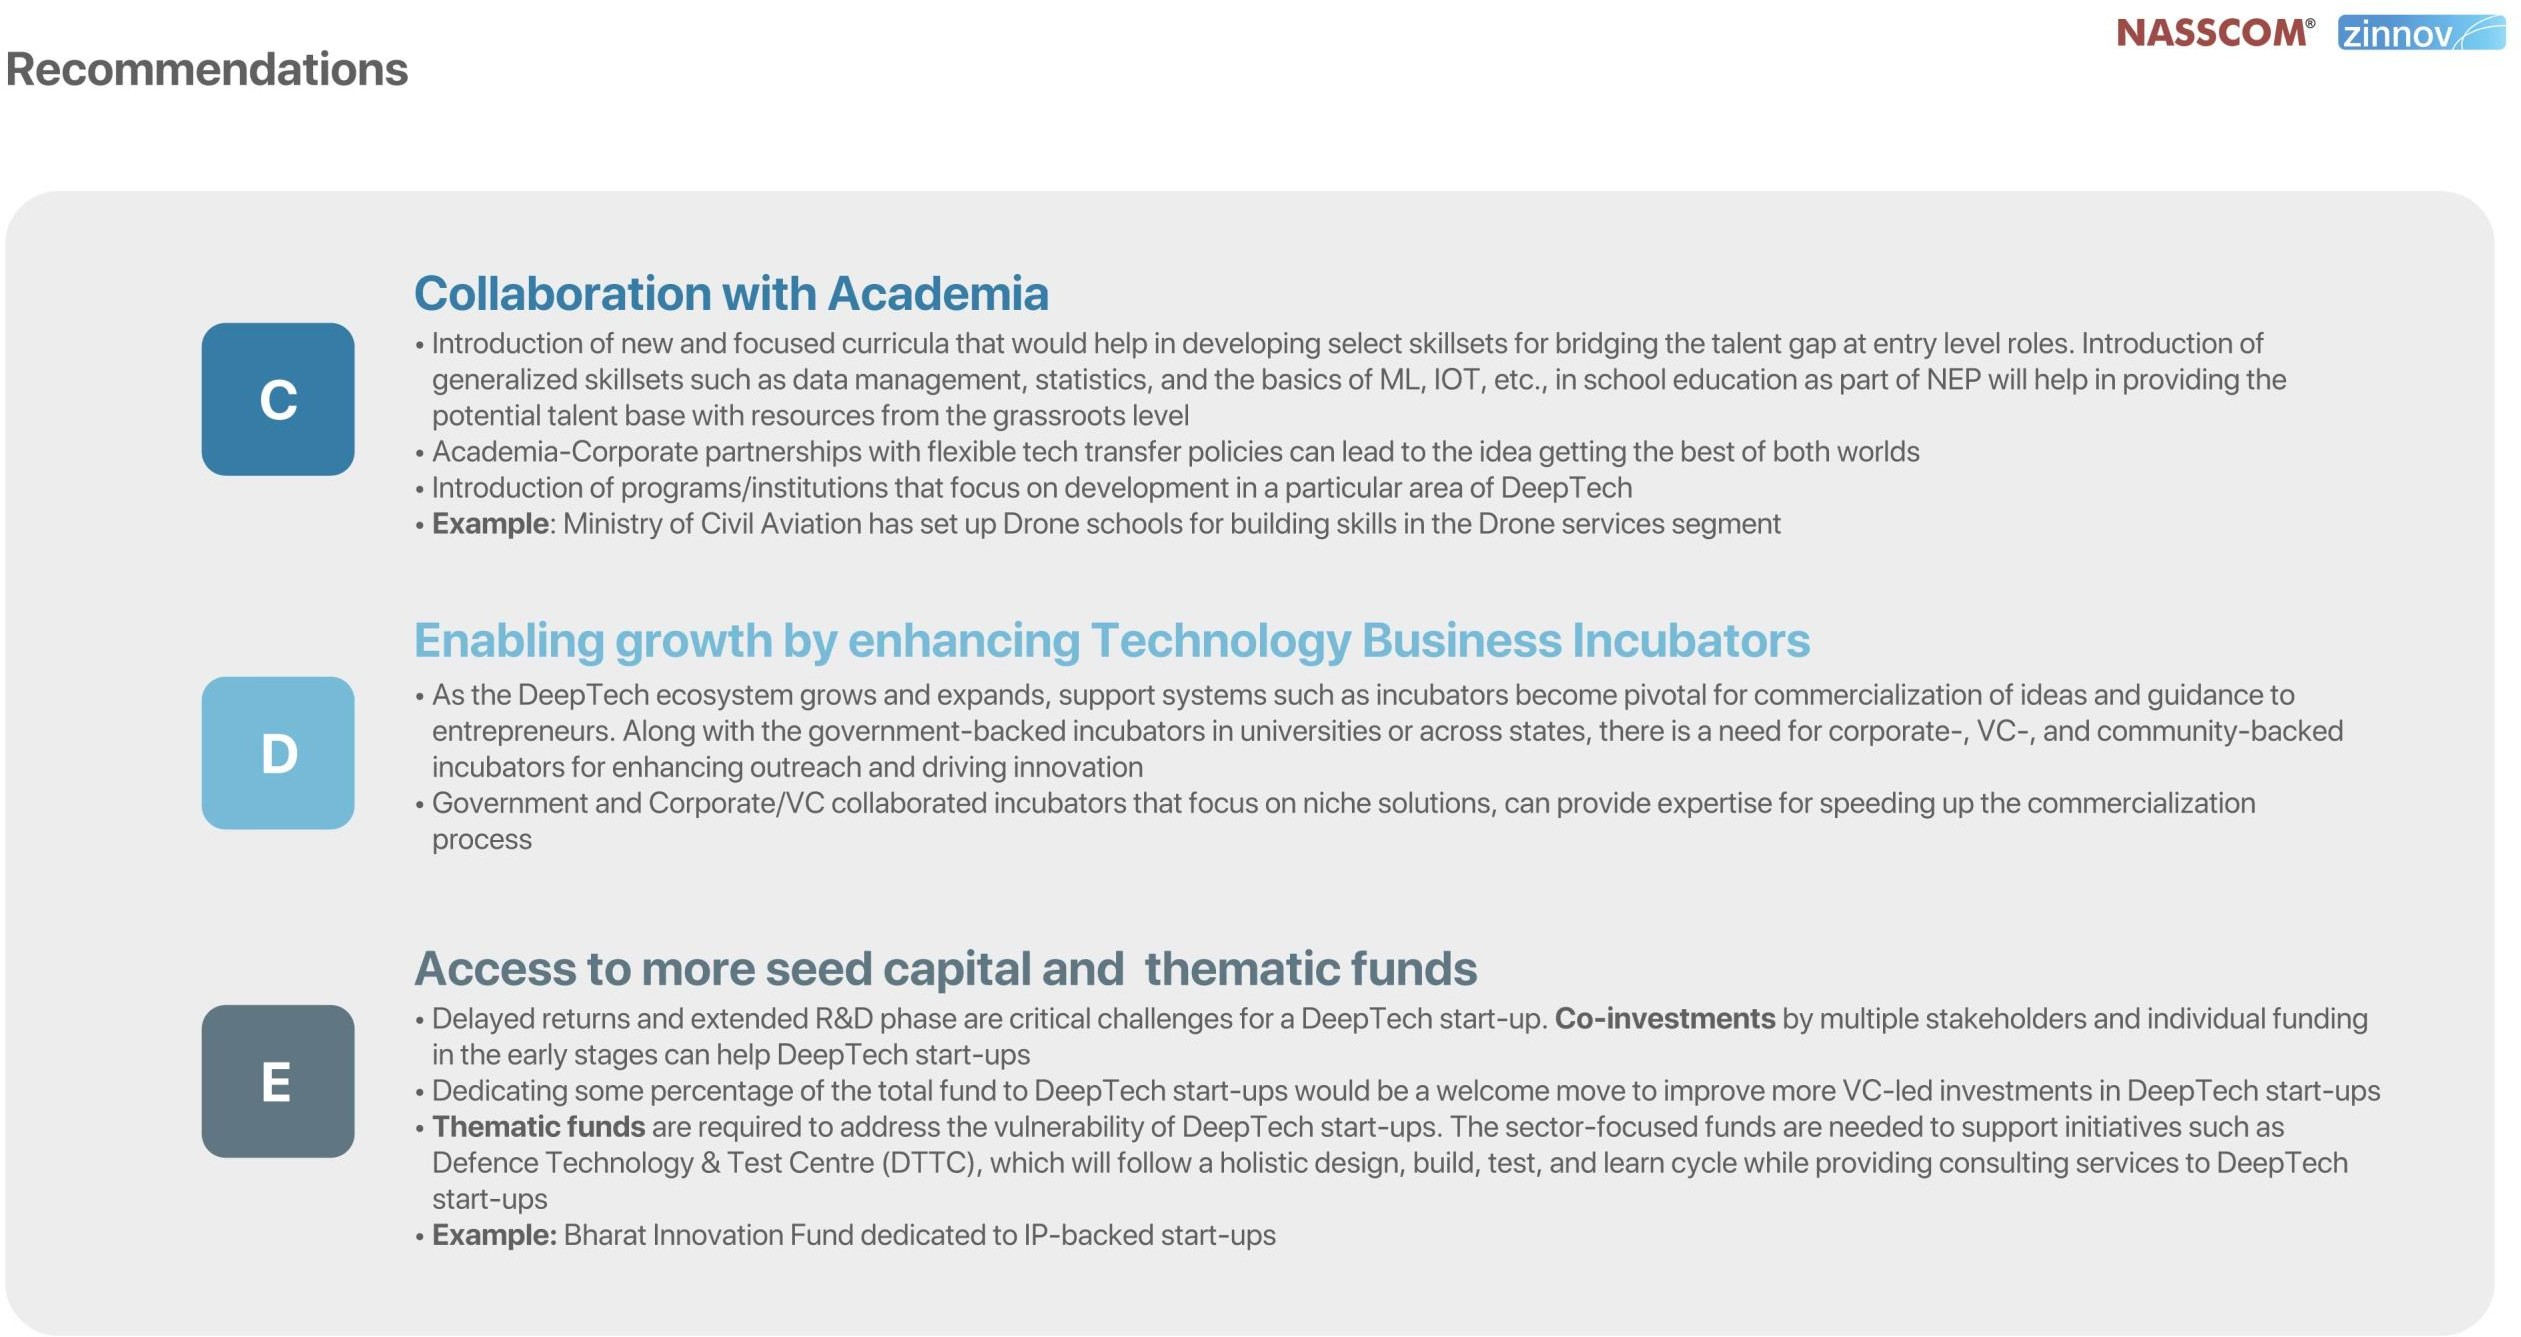 NASSCOM® zinnov
Recommendations
C
Collaboration with Academia
• Introduction of new and focused curricula that would help in developing select skillsets for bridging the talent gap at entry level roles. Introduction of
generalized skillsets such as data management, statistics, and the basics of ML, IOT, etc., in school education as part of NEP will help in providing the
potential talent base with resources from the grassroots level
• Academia-Corporate partnerships with flexible tech transfer policies can lead to the idea getting the best of both worlds
• Introduction of programs/institutions that focus on development in a particular area of DeepTech
• Example: Ministry of Civil Aviation has set up Drone schools for building skills in the Drone services segment
D
Enabling growth by enhancing Technology Business Incubators
• As the DeepTech ecosystem grows and expands, support systems such as incubators become pivotal for commercialization of ideas and guidance to
entrepreneurs. Along with the government-backed incubators in universities or across states, there is a need for corporate-, VC-, and community-backed
incubators for enhancing outreach and driving innovation
• Government and Corporate/VC collaborated incubators that focus on niche solutions, can provide expertise for speeding up the commercialization
process
E
Access to more seed capital and  thematic funds
• Delayed returns and extended R&D phase are critical challenges for a DeepTech start-up. Co-investments by multiple stakeholders and individual funding
in the early stages can help DeepTech start-ups
• Dedicating some percentage of the total fund to DeepTech start-ups would be a welcome move to improve more VC-led investments in DeepTech start-ups
• Thematic funds are required to address the vulnerability of DeepTech start-ups. The sector-focused funds are needed to support initiatives such as
Defence Technology & Test Centre (DTTC), which will follow a holistic design, build, test, and learn cycle while providing consulting services to DeepTech
start-ups
• Example: Bharat Innovation Fund dedicated to IP-backed start-ups